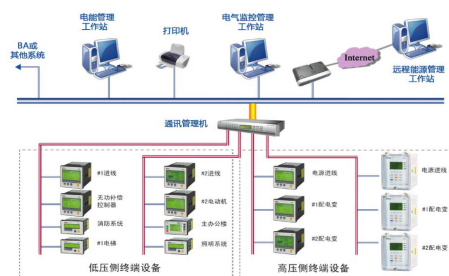 电能管理
工作站
打印机
电气监控管理
工作站
BA或
其他系统
Internet
远程能源管理
工作站
通讯管理机
#1进线
#2进线
电源进线
电源进线
无功补偿
控制器
#2电动机
#1配电变
#1配电变
消防系统
主办公楼
#1电梯
照明系统
#2配电变
#2配电变
低压侧终端设备
高压侧终端设备